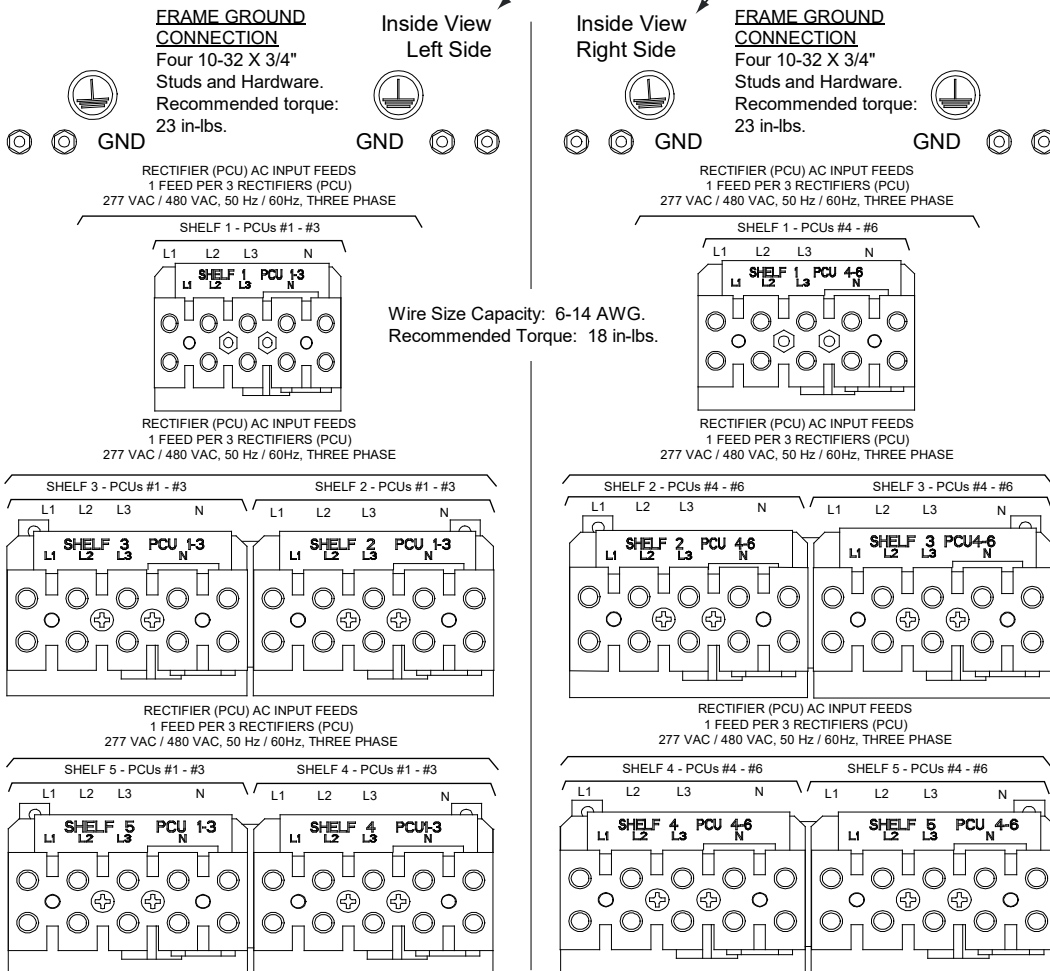 FRAME GROUND
CONNECTION
Four 10-32 X 3/4"
Studs and Hardware.
Recommended torque:
23 in-lbs.
Inside View
Left Side
GND
GND
RECTIFIER (PCU) AC INPUT FEEDS
1 FEED PER 3 RECTIFIERS (PCU)
277 VAC / 480 VAC, 50 Hz / 60Hz, THREE PHASE
SHELF 1 - PCUs #1 - #3
L1 L2 L3 N
SHELF 1 PCU 1-3
L1 L2 L3 N
Inside View
Right Side
FRAME GROUND
CONNECTION
Four 10-32 X 3/4"
Studs and Hardware.
Recommended torque:
23 in-lbs.
GND
GND
RECTIFIER (PCU) AC INPUT FEEDS
1 FEED PER 3 RECTIFIERS (PCU)
277 VAC / 480 VAC, 50 Hz / 60Hz, THREE PHASE
SHELF 1 - PCUs #4 - #6
L1 L2 L3 N
SHELF 1 PCU 4-6
L1 L2 L3 N
Wire Size Capacity: 6-14 AWG.
Recommended Torque: 18 in-lbs.
RECTIFIER (PCU) AC INPUT FEEDS
1 FEED PER 3 RECTIFIERS (PCU)
277 VAC / 480 VAC, 50 Hz / 60Hz, THREE PHASE
SHELF 3 - PCUs #1 - #3
L1 L2 L3 N
SHELF 3 PCU 1-3
L1 L2 L3 N
SHELF 2 - PCUs #1 - #3
L1 L2 L3 N
SHELF 2 PCU 1-3
L1 L2 L3 N
RECTIFIER (PCU) AC INPUT FEEDS
1 FEED PER 3 RECTIFIERS (PCU)
277 VAC / 480 VAC, 50 Hz / 60Hz, THREE PHASE
SHELF 2 - PCUs #4 - #6
L1 L2 L3 N
SHELF 2 PCU 4-6
L1 L2 L3 N
SHELF 3 - PCUs #4 - #6
L1 L2 L3 N
SHELF 3 PCU4-6
L1 L2 L3 N
RECTIFIER (PCU) AC INPUT FEEDS
1 FEED PER 3 RECTIFIERS (PCU)
277 VAC / 480 VAC, 50 Hz / 60Hz, THREE PHASE
SHELF 5 - PCUs #1 - #3
L1 L2 L3 N
SHELF 5 PCU 1-3
L1 L2 L3 N
SHELF 4 - PCUs #1 - #3
L1 L2 L3 N
SHELF 4 PCU1-3
L1 L2 L3 N
RECTIFIER (PCU) AC INPUT FEEDS
1 FEED PER 3 RECTIFIERS (PCU)
277 VAC / 480 VAC, 50 Hz / 60Hz, THREE PHASE
SHELF 4 - PCUs #4 - #6
L1 L2 L3 N
SHELF 4 PCU 4-6
L1 L2 L3 N
SHELF 5 - PCUs #4 - #6
L1 L2 L3 N
SHELF 5 PCU 4-6
L1 L2 L3 N